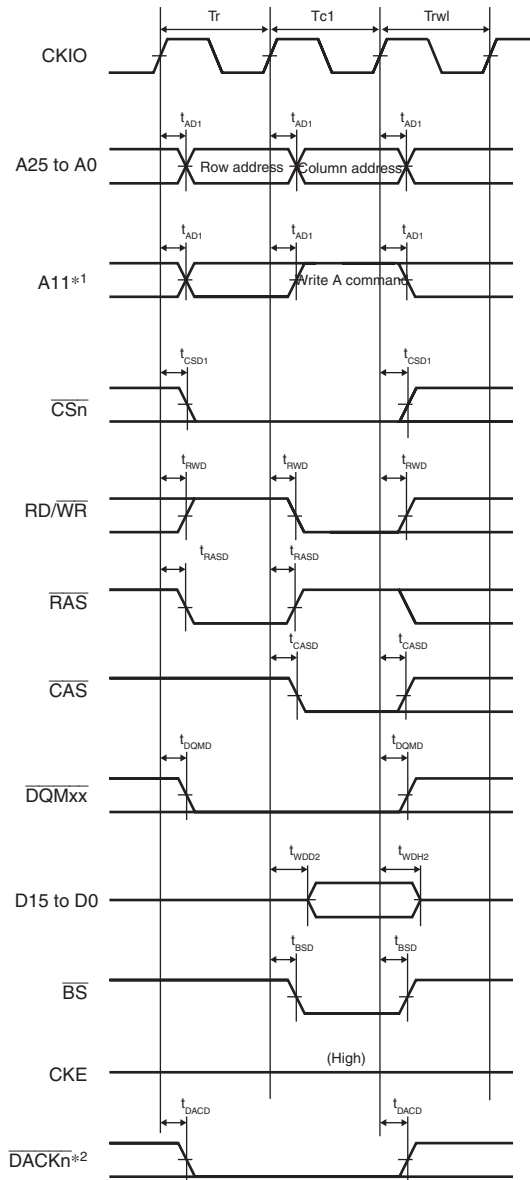 Tr Tc1 Trwl
CKIO
tAD1 tAD1 tAD1
A25 to A0 Row address Column address
tAD1 tAD1 tAD1
A11*1 Write A command
tCSD1 tCSD1
CSn
tRWD tRWD tRWD
RD/WR
tRASD tRASD
RAS
tCASD tCASD
CAS
tDQMD tDQMD
DQMxx
tWDD2 tWDH2
D15 to D0
tBSD tBSD
BS
(High)
CKE
tDACD tDACD
DACKn*2